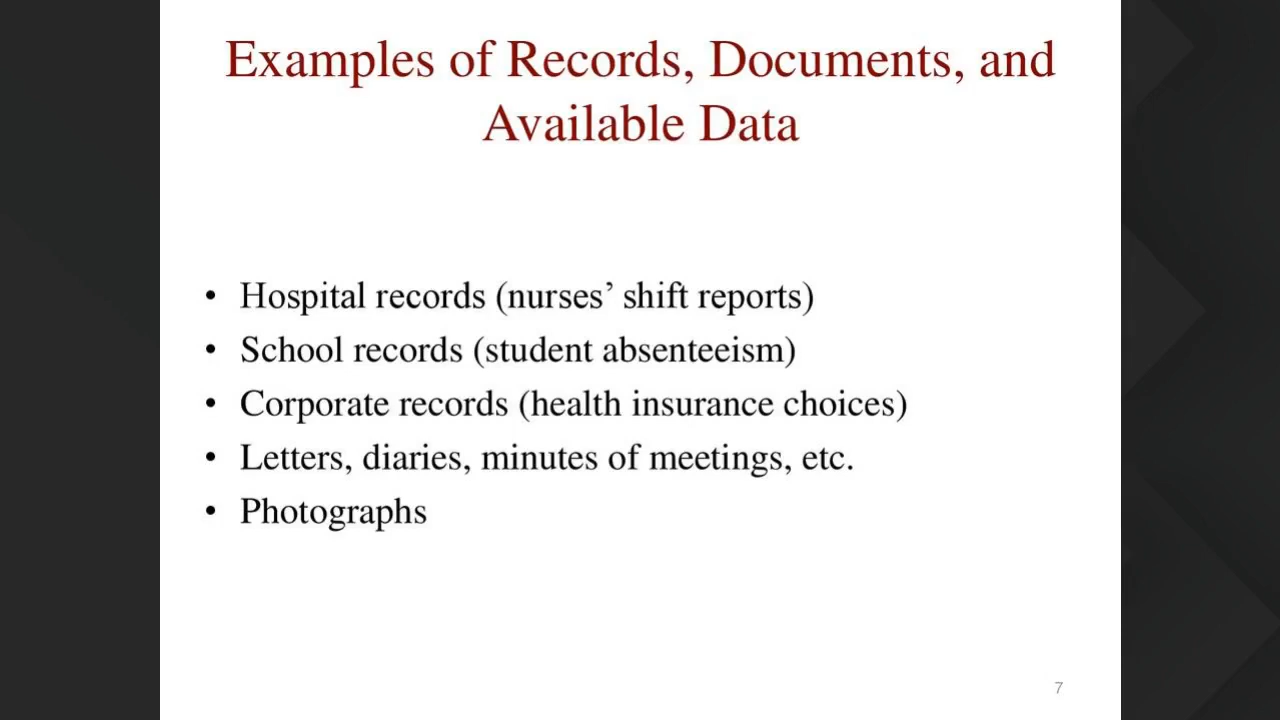 Examples of Records, Documents, and
Available Data
• Hospital records (nurses’ shift reports)
• School records (student absenteeism)
• Corporate records (health insurance choices)
• Letters, diaries, minutes of meetings, etc.
• Photographs
7